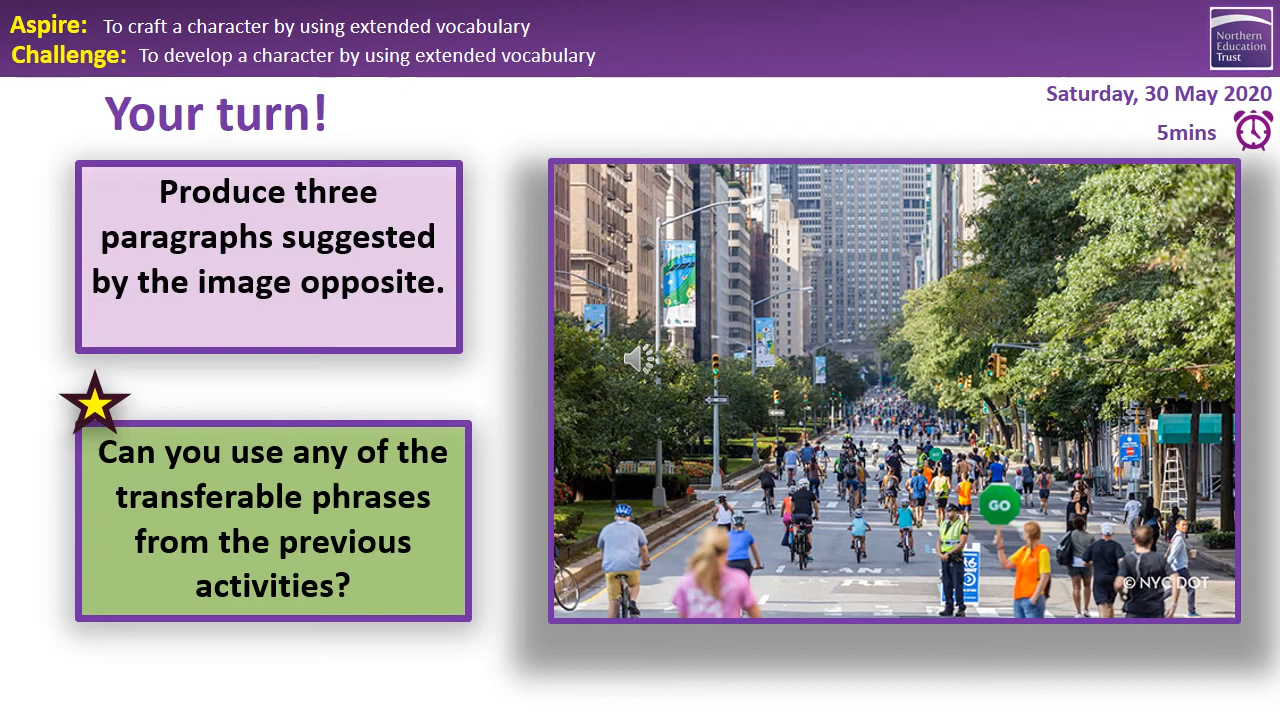 Aspire: To craft a character by using extended vocabulary
Challenge: To develop a character by using extended vocabulary
Northern
Education
Trust
Saturday, 30 May 2020
5mins
Your turn!
Produce three
paragraphs suggested
by the image opposite.
Can you use any of the
transferable phrases
from the previous
activities?
GO
© NYC DOT